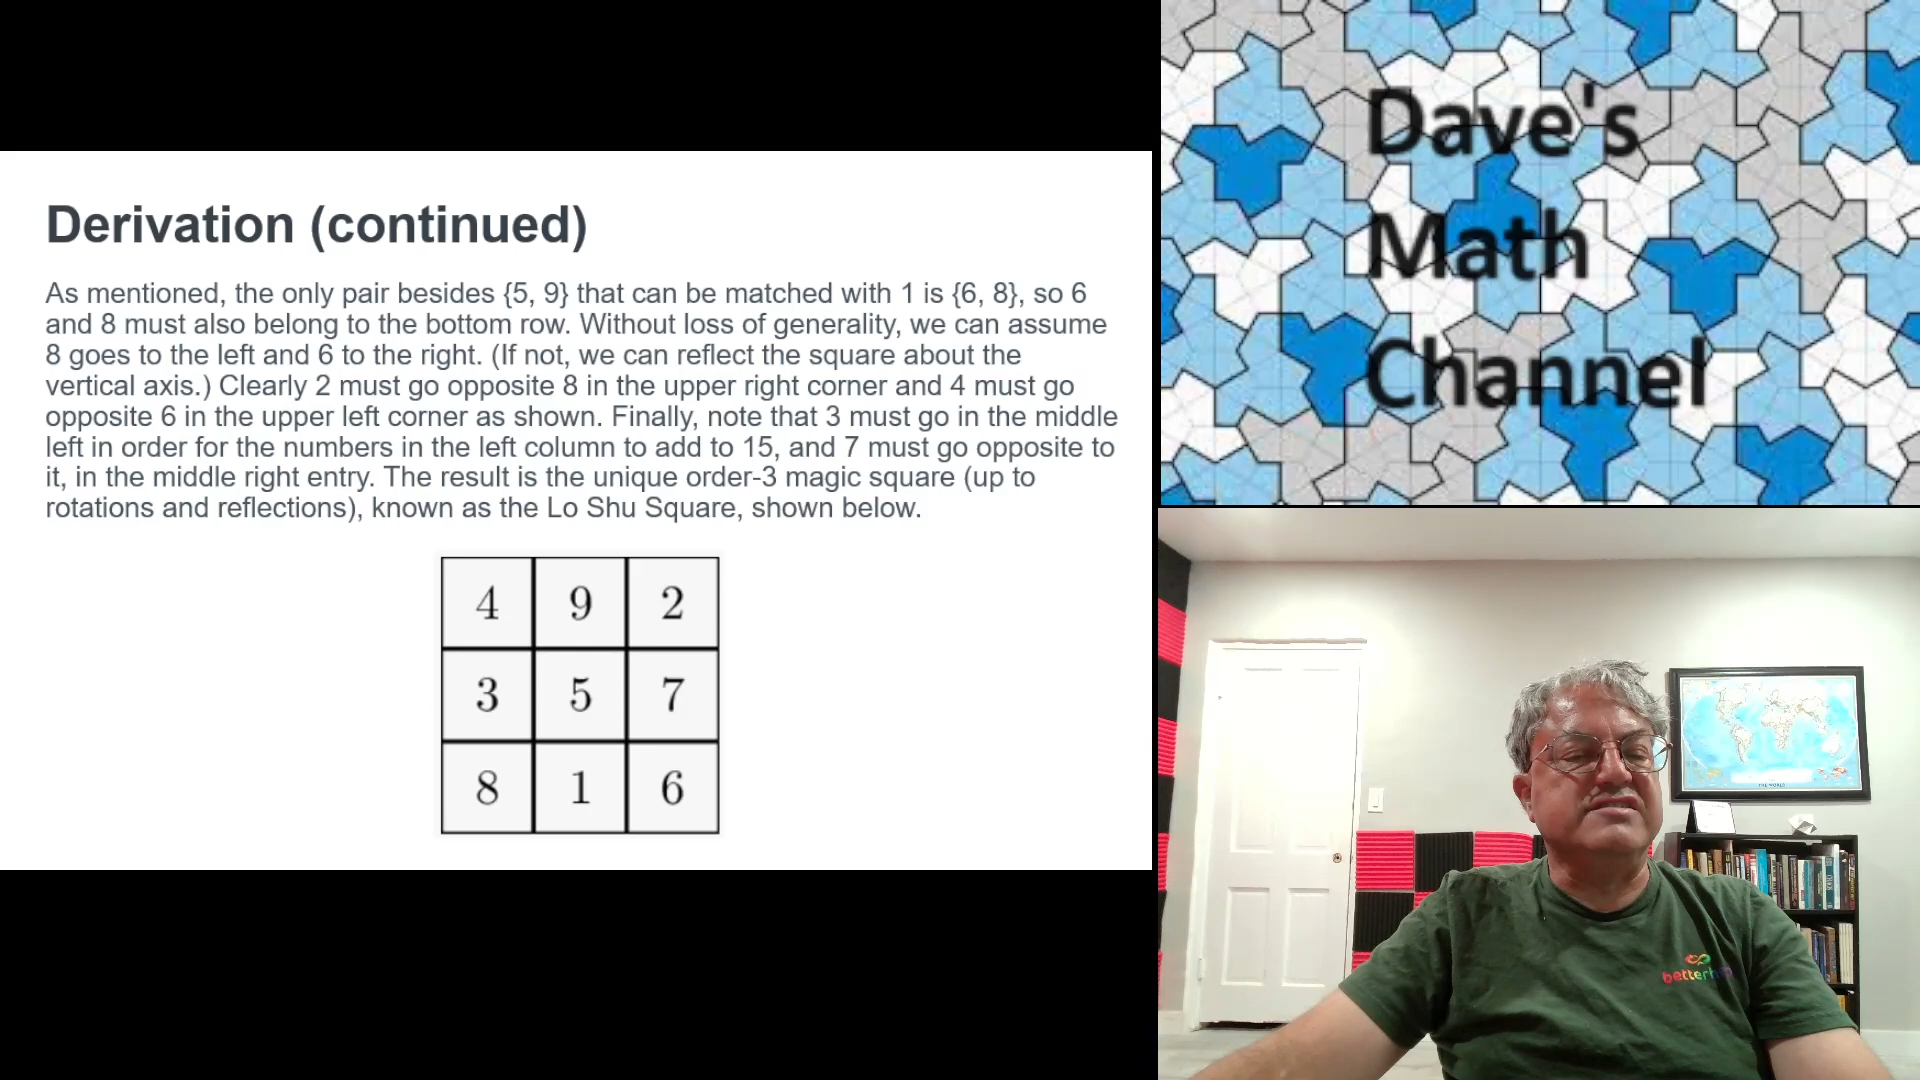 Derivation (continued)
As mentioned, the only pair besides {5, 9} that can be matched with 1 is {6, 8}, so 6
and 8 must also belong to the bottom row. Without loss of generality, we can assume
8 goes to the left and 6 to the right. (If not, we can reflect the square about the
vertical axis.) Clearly 2 must go opposite 8 in the upper right corner and 4 must go
opposite 6 in the upper left corner as shown. Finally, note that 3 must go in the middle
left in order for the numbers in the left column to add to 15, and 7 must go opposite to
it, in the middle right entry. The result is the unique order-3 magic square (up to
rotations and reflections), known as the Lo Shu Square, shown below.
4 9 2
3 5 7
8 1 6
Dave's
Math
Channel
THE WORLD